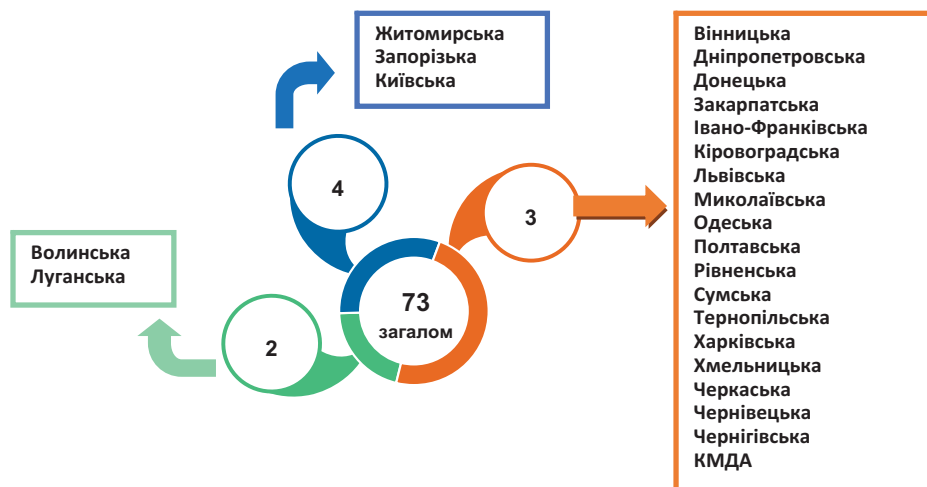 Житомирська
Запорізька
Київська
4
Волинська
Луганська
2
73
загалом
3
Вінницька
Дніпропетровська
Донецька
Закарпатська
Івано-Франківська
Кіровоградська
Львівська
Миколаївська
Одеська
Полтавська
Рівненська
Сумська
Тернопільська
Харківська
Хмельницька
Черкаська
Чернівецька
Чернігівська
КМДА